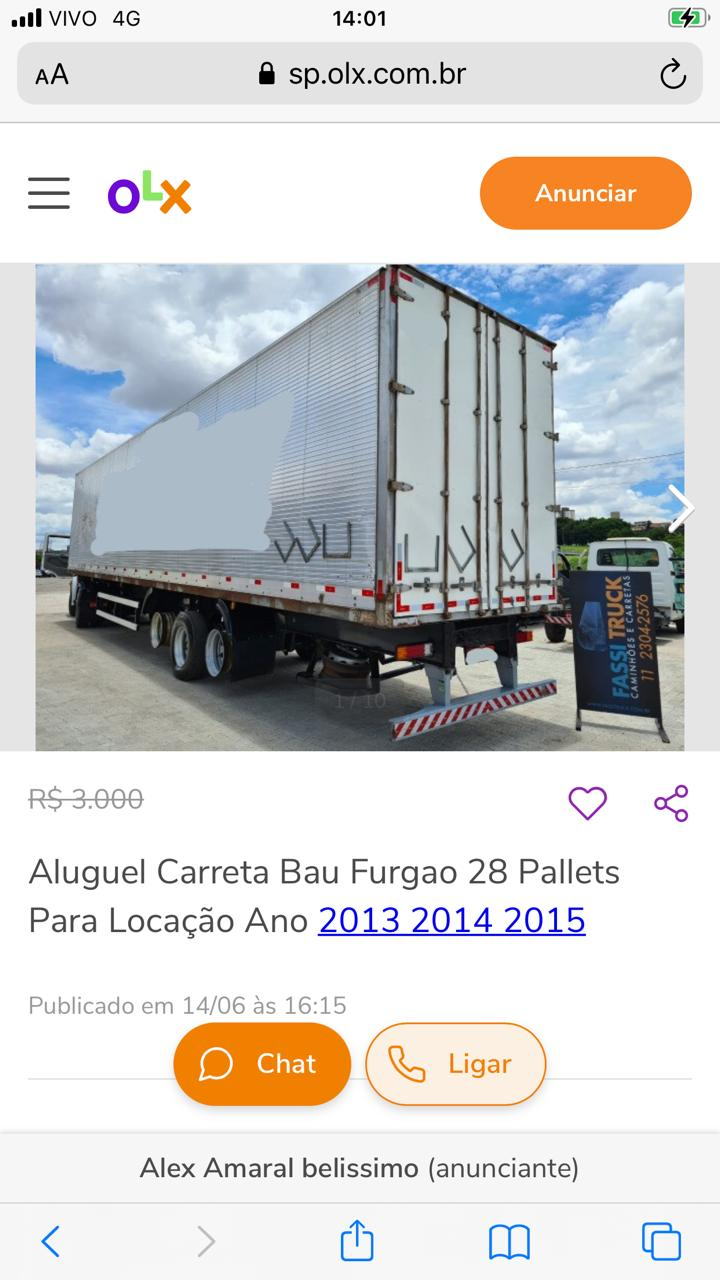 VIVO 4G 14:01
AA sp.olx.com.br
OLX
Anunciar
FASSI TRUCK
CAMINHÕES E CARRETAS
11 2304-2576
1 / 10
R$ 3.000
Aluguel Carreta Bau Furgao 28 Pallets
Para Locação Ano 2013 2014 2015
Publicado em 14/06 às 16:15
Chat
Ligar
Alex Amaral belissimo (anunciante)